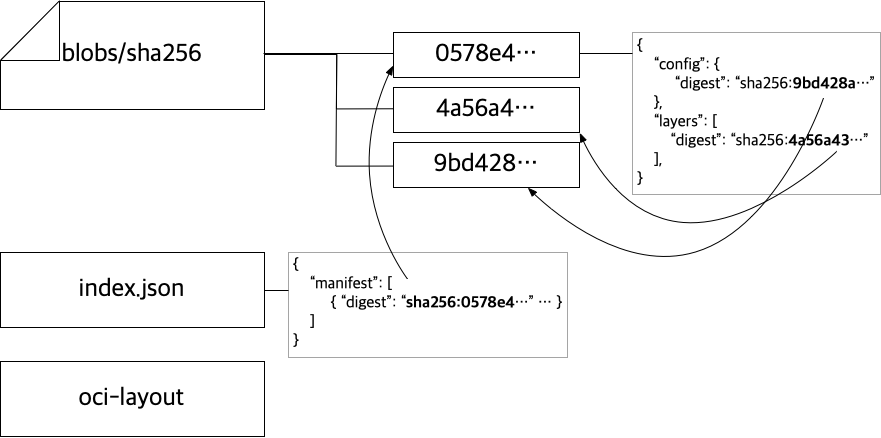 blobs/sha256
0578e4⋯
4a56a4⋯
9bd428⋯
{
“config”: {
“digest”: “sha256:9bd428a⋯”
},
“layers”: [
“digest”: “sha256:4a56a43⋯”
],
}
index.json
{
“manifest”: [
{ “digest”: “sha256:0578e4⋯” ⋯ }
]
}
oci-layout